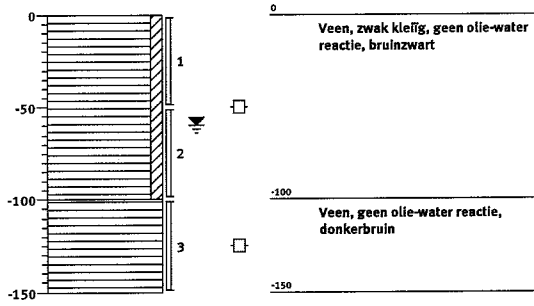 0
0
Veen, zwak kleiïg, geen olie-water
reactie, bruinzwart
1
-50
2
-100
-100
Veen, geen olie-water reactie,
donkerbruin
3
-150
-150